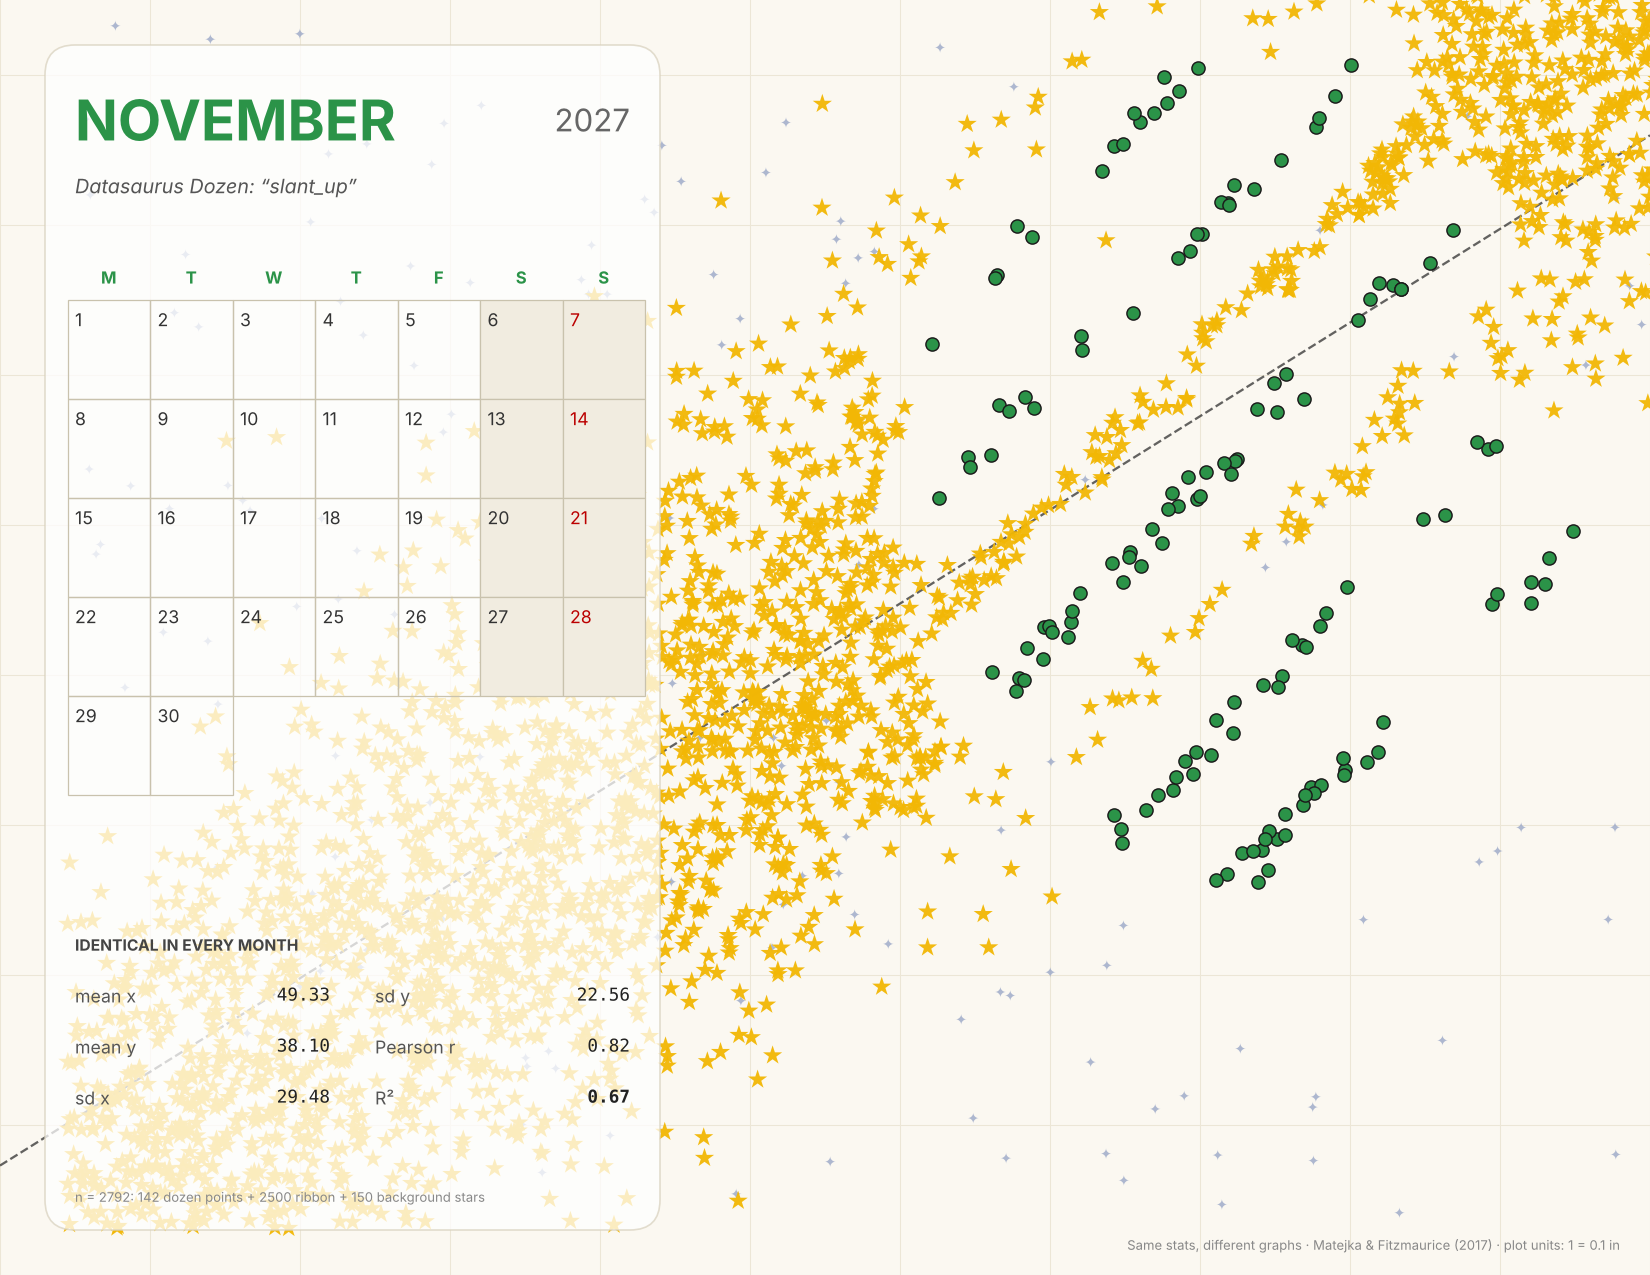 NOVEMBER 2027
Datasaurus Dozen: “slant_up”
M T W T F S S
1 2 3 4 5 6 7
8 9 10 11 12 13 14
15 16 17 18 19 20 21
22 23 24 25 26 27 28
29 30
IDENTICAL IN EVERY MONTH
mean x 49.33 sd y 22.56
mean y 38.10 Pearson r 0.82
sd x 29.48 R² 0.67
n = 2792: 142 dozen points + 2500 ribbon + 150 background stars
Same stats, different graphs · Matejka & Fitzmaurice (2017) · plot units: 1 = 0.1 in